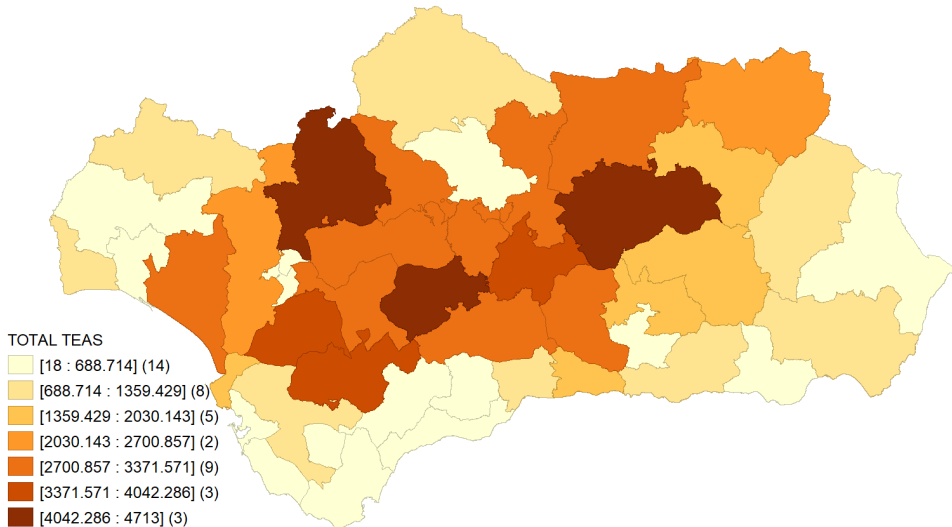 TOTAL TEAS
[18 : 688.714] (14)
[688.714 : 1359.429] (8)
[1359.429 : 2030.143] (5)
[2030.143 : 2700.857] (2)
[2700.857 : 3371.571] (9)
[3371.571 : 4042.286] (3)
[4042.286 : 4713] (3)